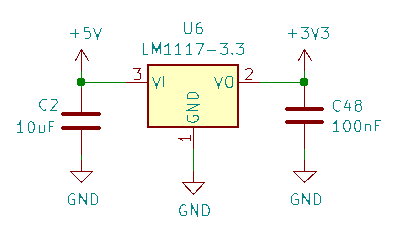 +5V
U6
LM1117-3.3
+3V3
3
VI
VO
2
GND
1
C2
10uF
C48
100nF
GND
GND
GND